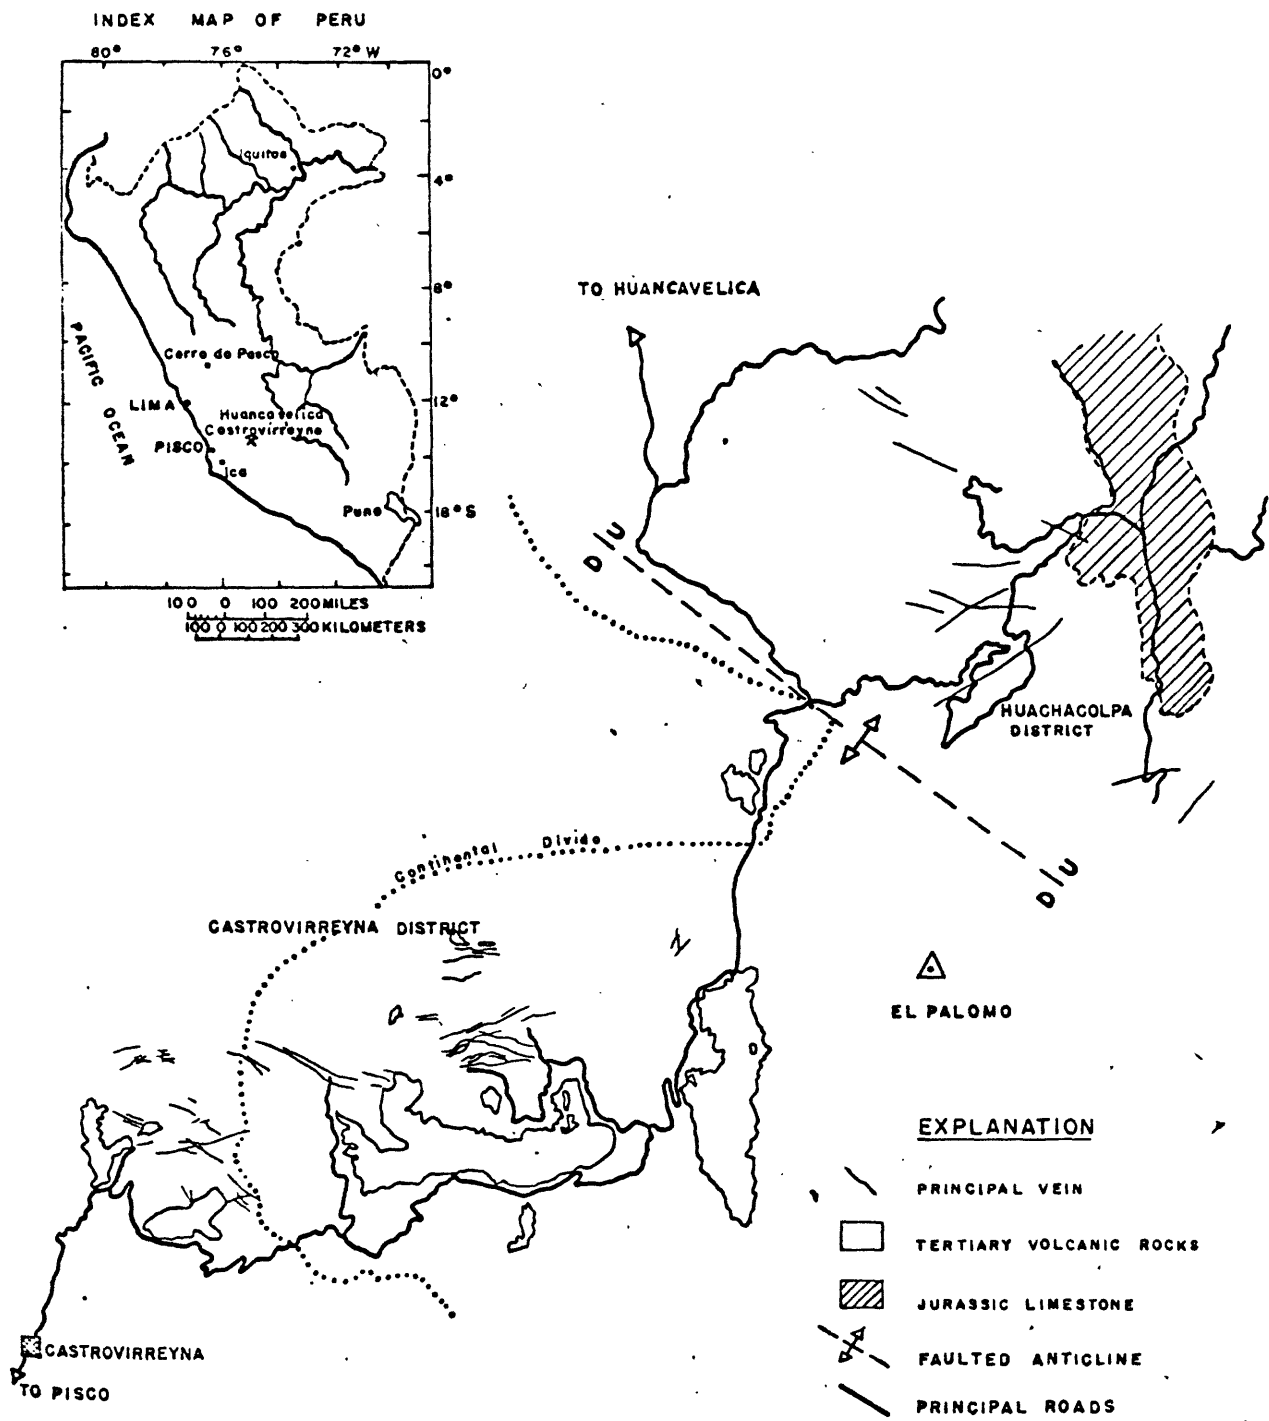 INDEX MAP OF PERU
80° 76° 72° W
0°
Iquitos
4°
8°
Cerro de Pasco
PACIFIC OCEAN
LIMA
12°
Huancavelica
Castrovirreyna
PISCO
Ica
Puno
18° S
100 0 100 200 MILES
100 0 100 200 300 KILOMETERS
TO HUANCAVELICA
D U
HUACHACOLPA
DISTRICT
Continental Divide
D U
CASTROVIRREYNA DISTRICT
EL PALOMO
EXPLANATION
PRINCIPAL VEIN
TERTIARY VOLCANIC ROCKS
JURASSIC LIMESTONE
FAULTED ANTICLINE
PRINCIPAL ROADS
CASTROVIRREYNA
TO PISCO